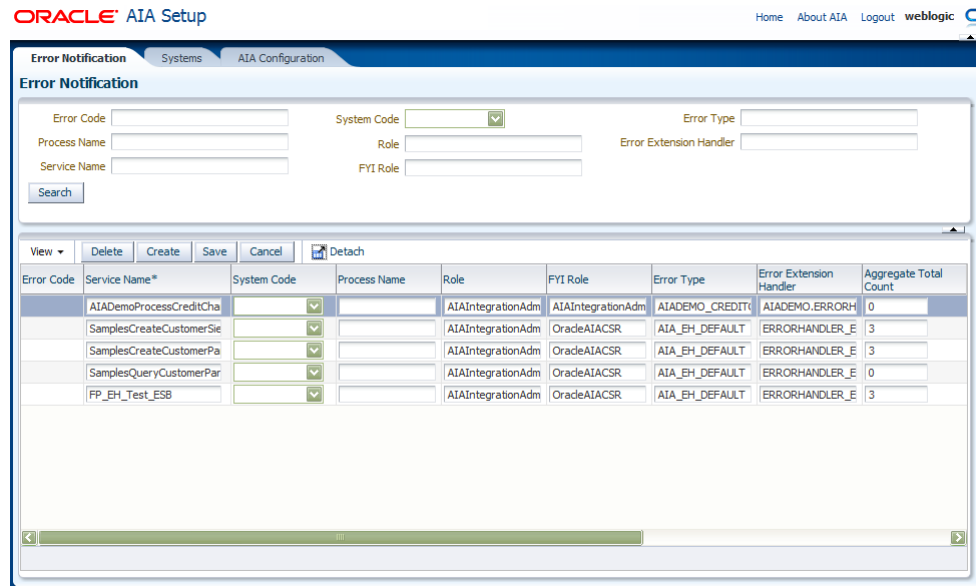 ORACLE AIA Setup
Home About AIA Logout weblogic
Error Notification Systems AIA Configuration
Error Notification
Error Code System Code Error Type
Process Name Role Error Extension Handler
Service Name FYI Role
Search
View Delete Create Save Cancel Detach
Error Code Service Name* System Code Process Name Role FYI Role Error Type Error Extension Handler Aggregate Total Count
AIADemoProcessCreditCha AIAIntegrationAdm AIAIntegrationAdm AIADEMO_CREDIT AIADEMO.ERRORH 0
SamplesCreateCustomerSie AIAIntegrationAdm OracleAIACSR AIA_EH_DEFAULT ERRORHANDLER_E 3
SamplesCreateCustomerPa AIAIntegrationAdm OracleAIACSR AIA_EH_DEFAULT ERRORHANDLER_E 3
SamplesQueryCustomerPar AIAIntegrationAdm OracleAIACSR AIA_EH_DEFAULT ERRORHANDLER_E 0
FP_EH_Test_ESB AIAIntegrationAdm OracleAIACSR AIA_EH_DEFAULT ERRORHANDLER_E 3